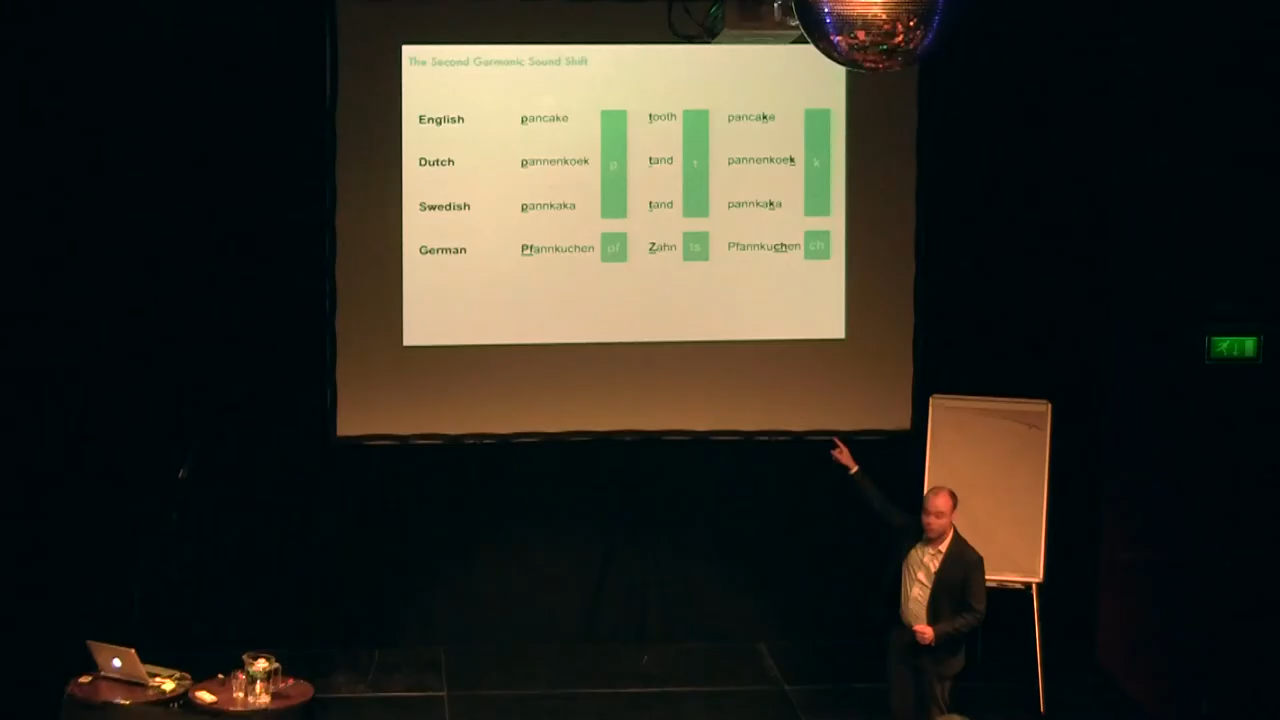 The Second Germanic Sound Shift
English pancake tooth pancake
Dutch pannenkoek p tand t pannenkoek k
Swedish pannkaka tand pannkaka
German Pfannkuchen pf Zahn ts Pfannkuchen ch